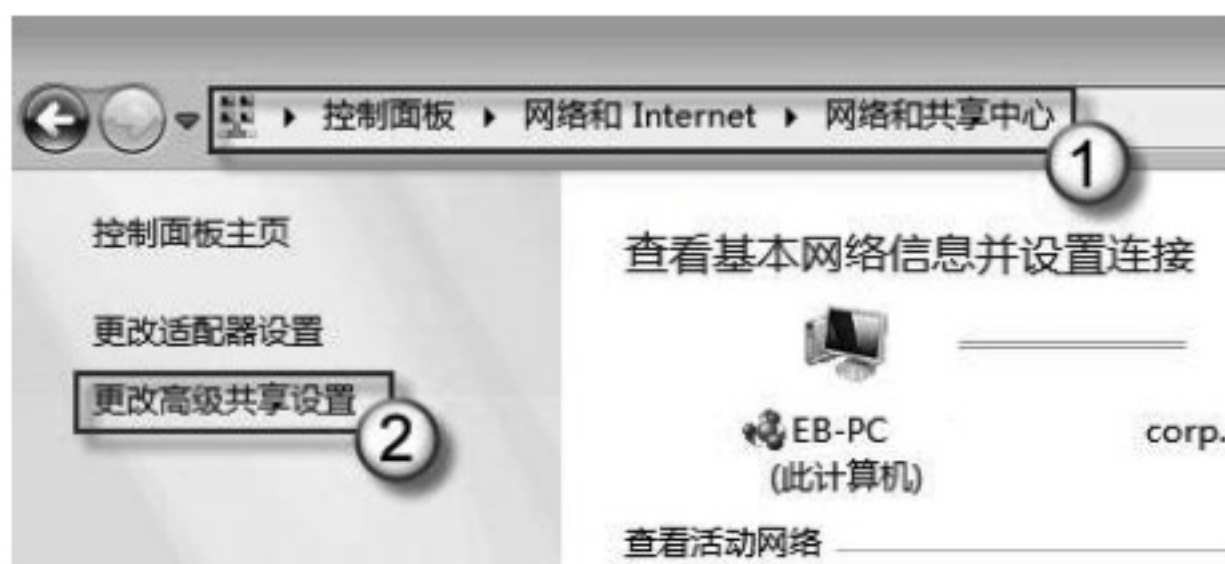 控制面板 网络和 Internet 网络和共享中心
1
控制面板主页
查看基本网络信息并设置连接
更改适配器设置
更改高级共享设置
2
EB-PC
corp.
(此计算机)
查看活动网络